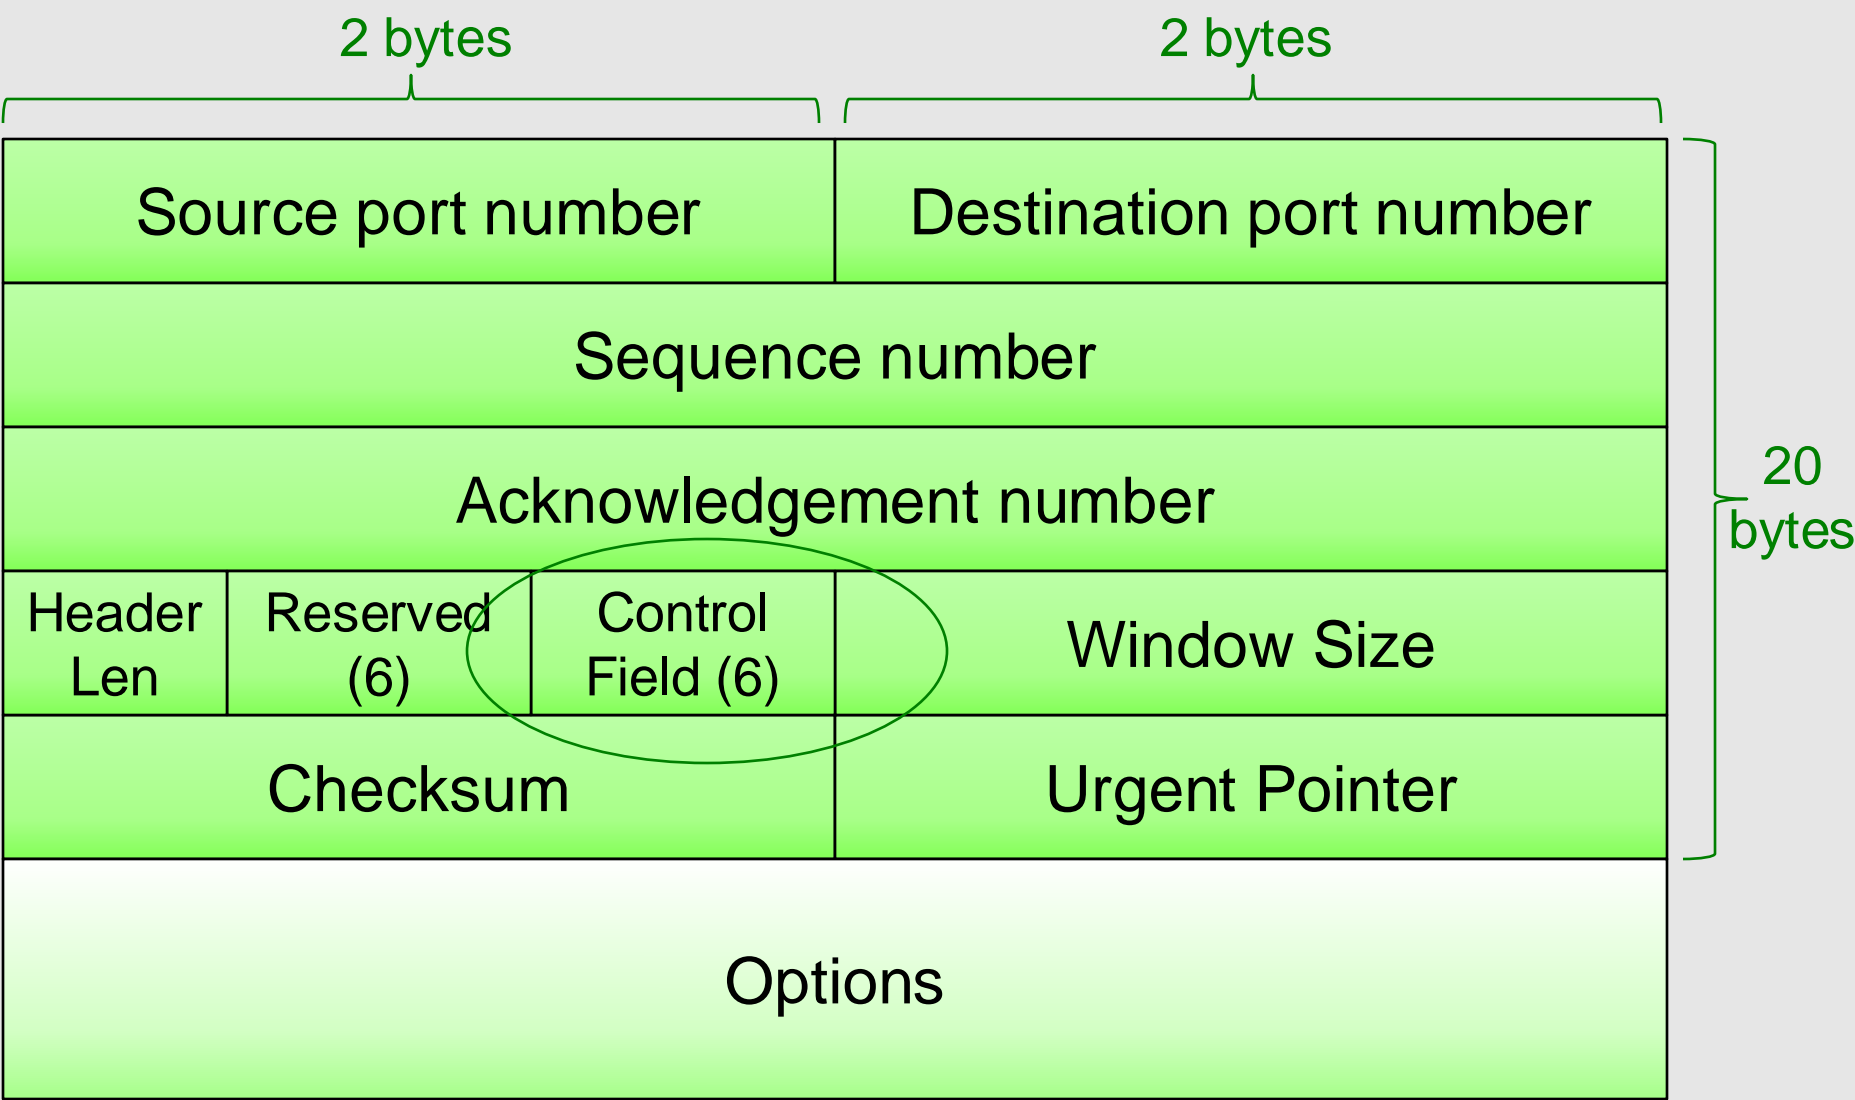 2 bytes
2 bytes
Source port number
Destination port number
Sequence number
Acknowledgement number
20
bytes
Header
Len
Reserved
(6)
Control
Field (6)
Window Size
Checksum
Urgent Pointer
Options